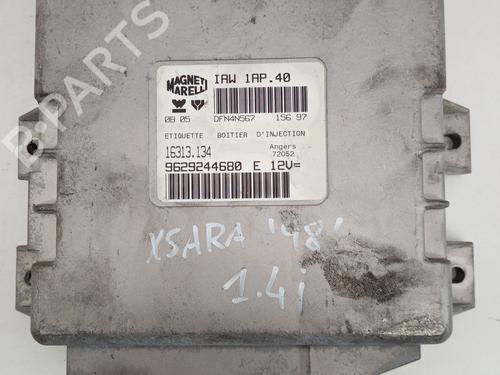 B-PARTS
MAGNETI MARELLI
IAW 1AP.40
08 05 DFN4N567 156 97
ETIQUETTE BOITIER D'INJECTION
16313.134 Angers 72052
9629244680 E 12V=
XSARA '98'
1.4i